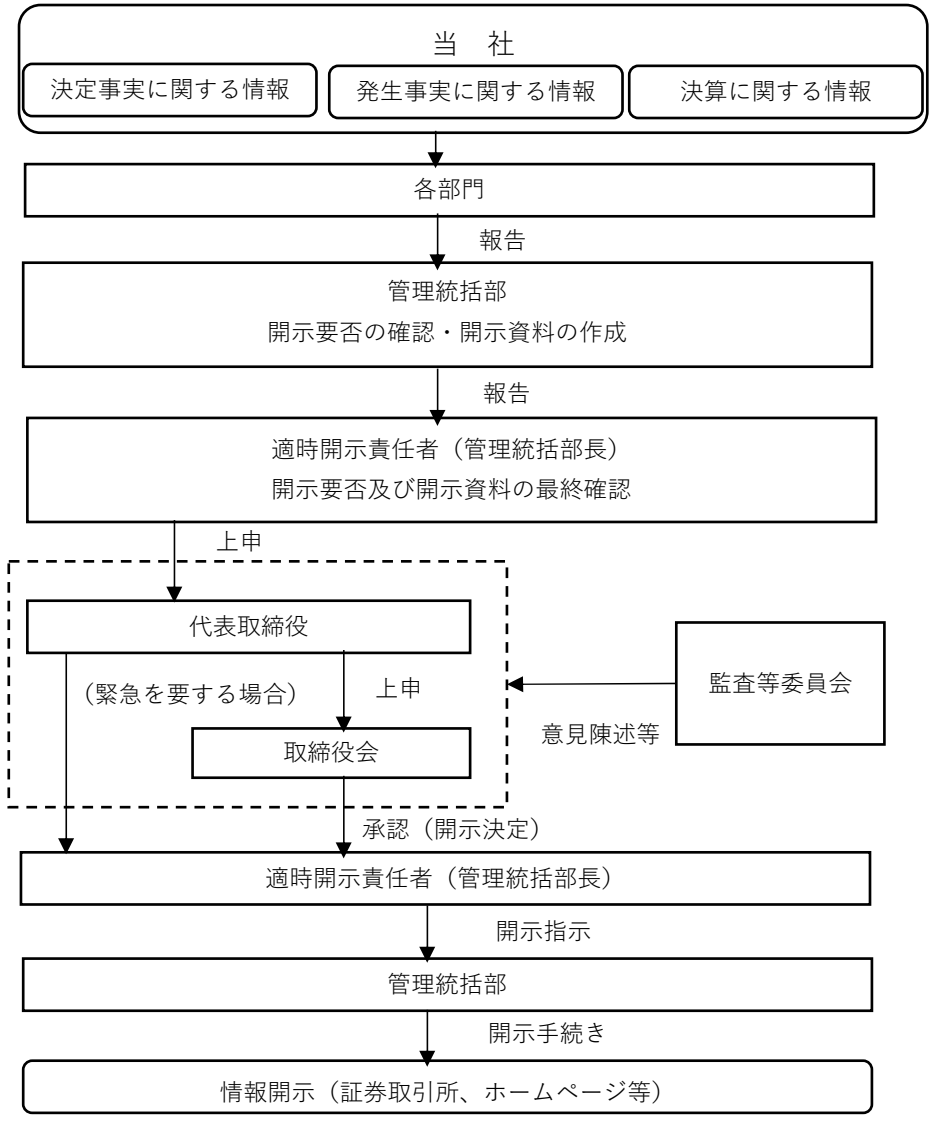 当　社
決定事実に関する情報
発生事実に関する情報
決算に関する情報
各部門
報告
管理統括部
開示要否の確認・開示資料の作成
報告
適時開示責任者（管理統括部長）
開示要否及び開示資料の最終確認
上申
代表取締役
（緊急を要する場合）
上申
監査等委員会
意見陳述等
取締役会
承認（開示決定）
適時開示責任者（管理統括部長）
開示指示
管理統括部
開示手続き
情報開示（証券取引所、ホームページ等）